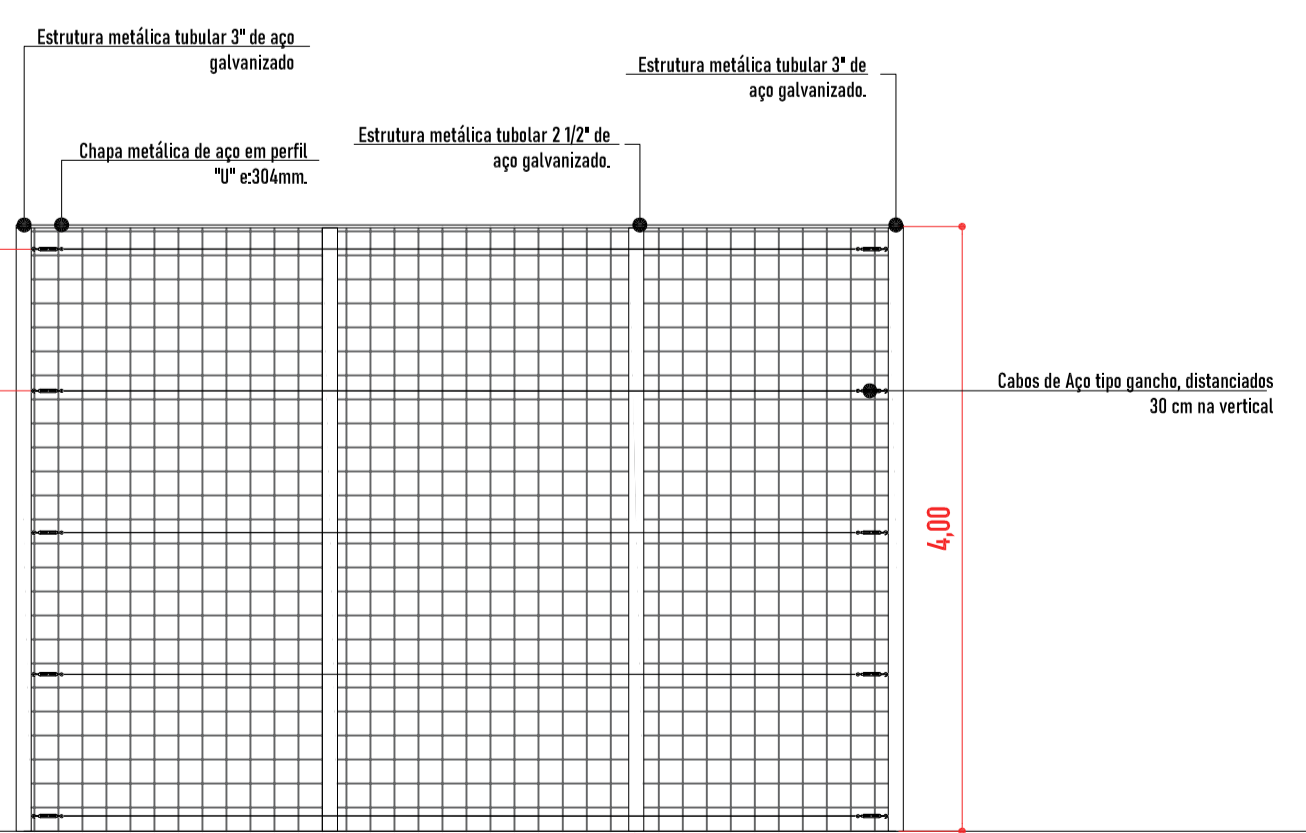 Estrutura metálica tubular 3" de aço
galvanizado
Estrutura metálica tubular 3" de
aço galvanizado.
Estrutura metálica tubolar 2 1/2" de
aço galvanizado.
Chapa metálica de aço em perfil
"U" e:304mm.
Cabos de Aço tipo gancho, distanciados
30 cm na vertical
4,00